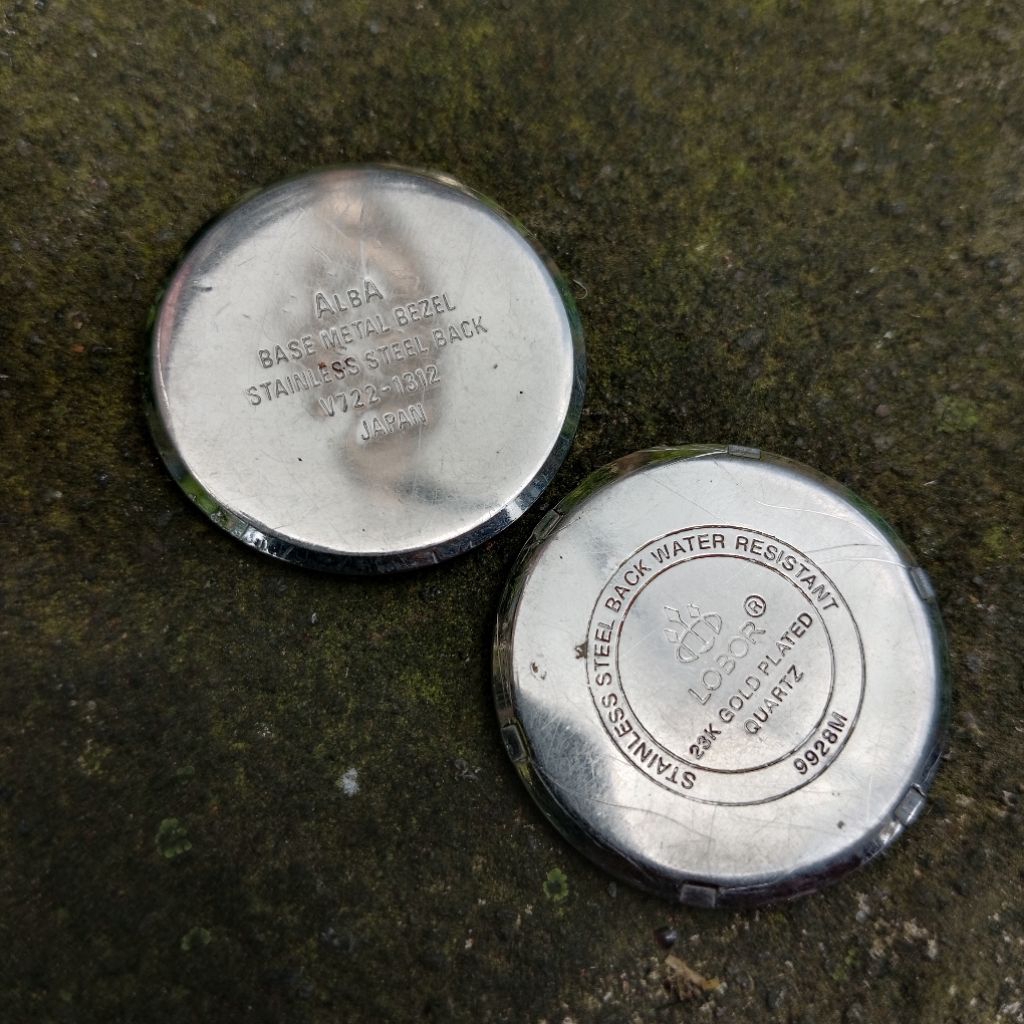 ALBA
BASE METAL BEZEL
STAINLESS STEEL BACK
V722-1312
JAPAN
STAINLESS STEEL BACK WATER RESISTANT
LOBOR®
23K GOLD PLATED
QUARTZ
9928M